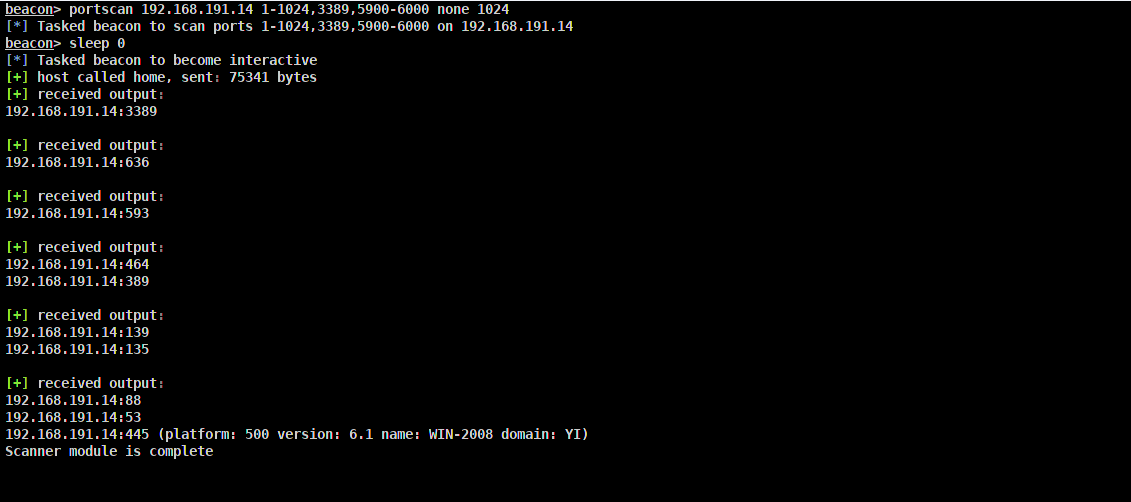 beacon> portscan 192.168.191.14 1-1024,3389,5900-6000 none 1024
[*] Tasked beacon to scan ports 1-1024,3389,5900-6000 on 192.168.191.14
beacon> sleep 0
[*] Tasked beacon to become interactive
[+] host called home, sent: 75341 bytes
[+] received output:
192.168.191.14:3389
[+] received output:
192.168.191.14:636
[+] received output:
192.168.191.14:593
[+] received output:
192.168.191.14:464
192.168.191.14:389
[+] received output:
192.168.191.14:139
192.168.191.14:135
[+] received output:
192.168.191.14:88
192.168.191.14:53
192.168.191.14:445 (platform: 500 version: 6.1 name: WIN-2008 domain: YI)
Scanner module is complete